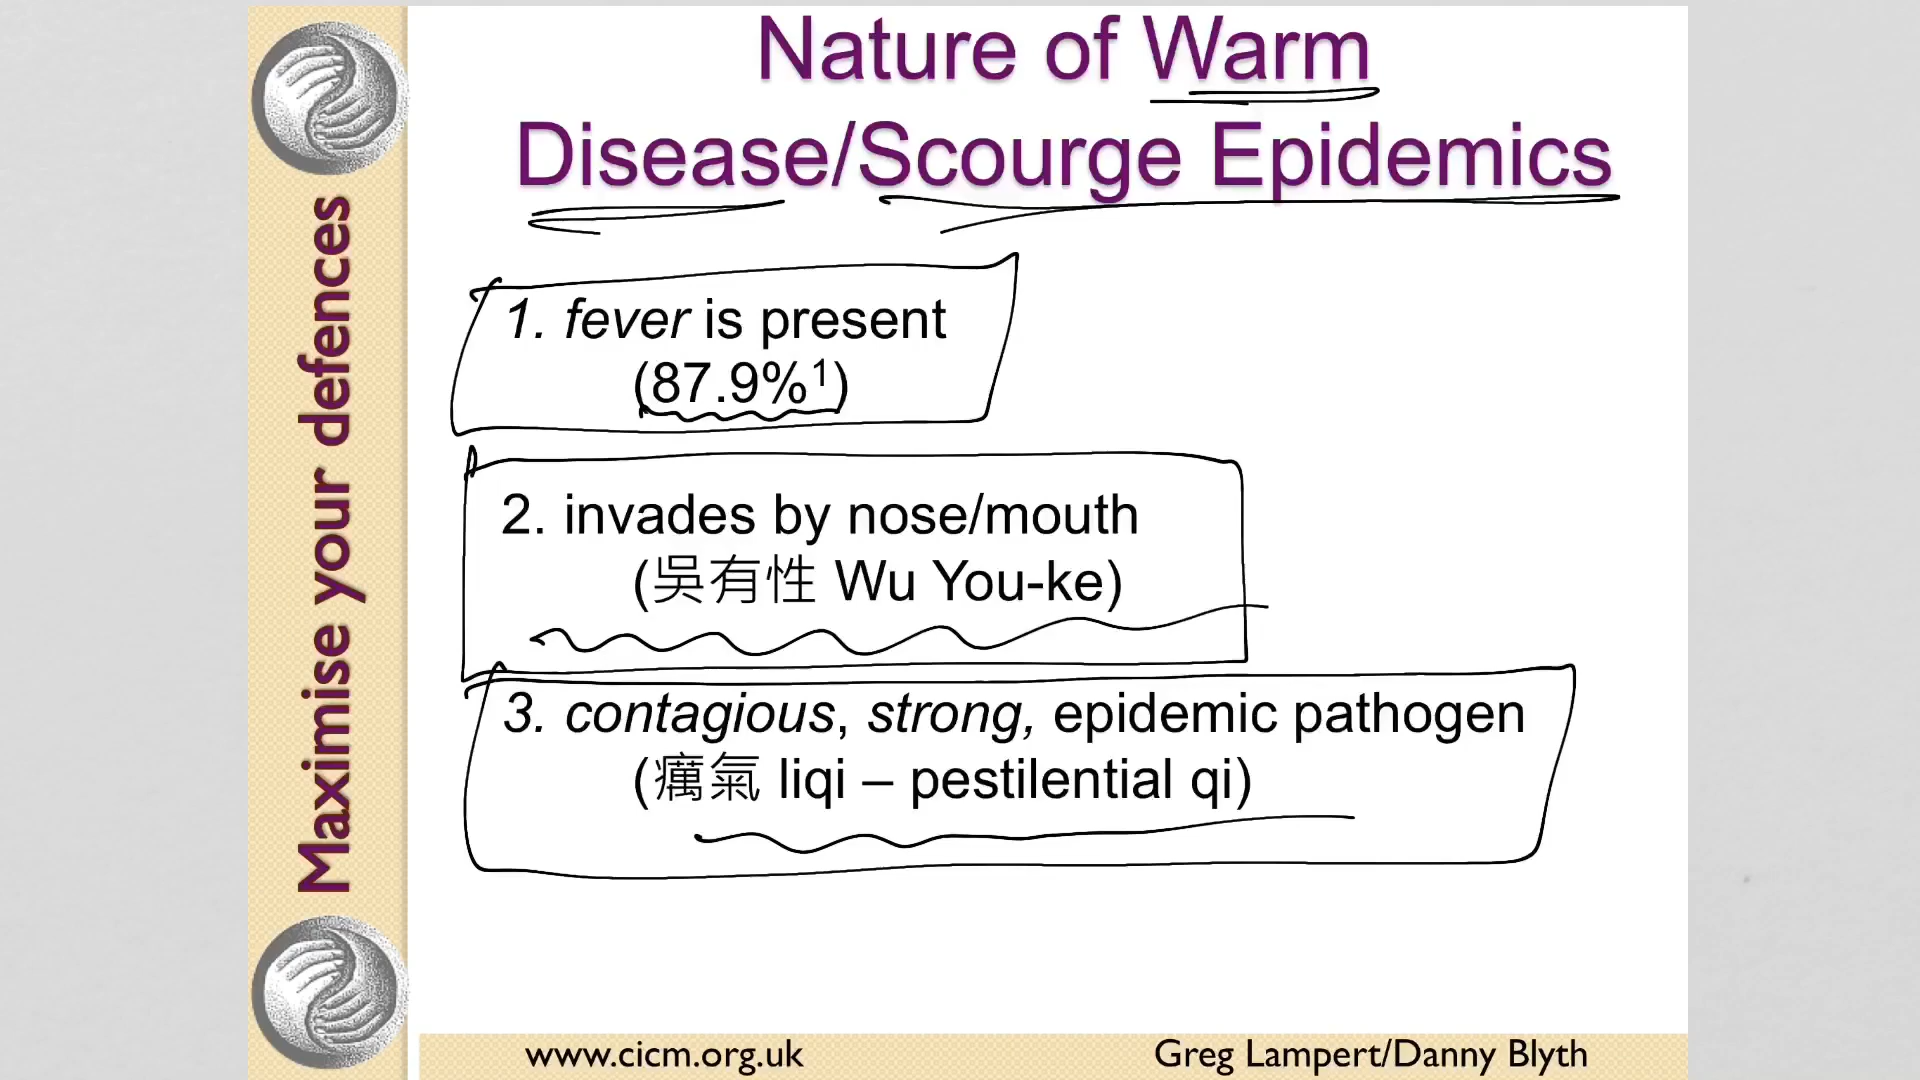 Nature of Warm
Disease/Scourge Epidemics
1. fever is present
(87.9%¹)
2. invades by nose/mouth
(吳有性 Wu You-ke)
3. contagious, strong, epidemic pathogen
(癘氣 liqi – pestilential qi)
Maximise your defences
www.cicm.org.uk
Greg Lampert/Danny Blyth